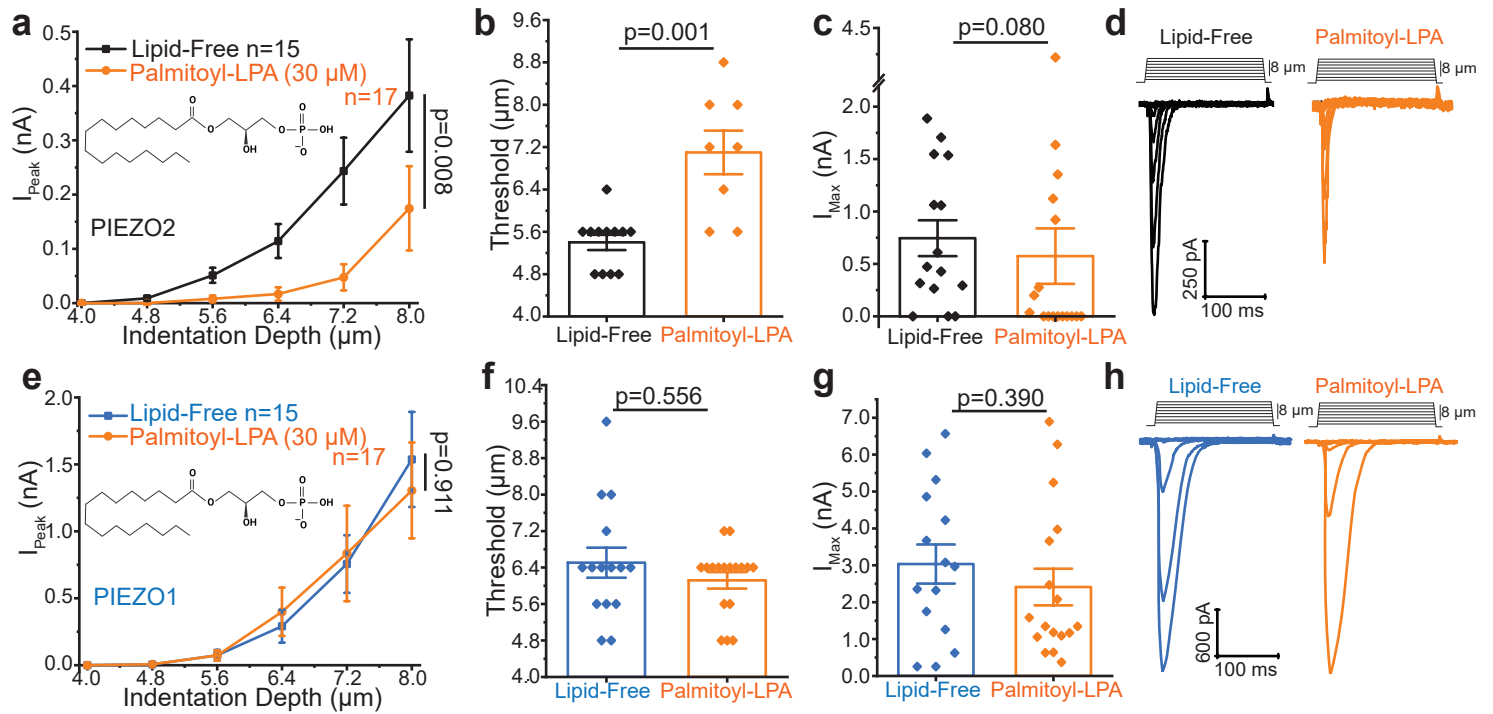 a
0.5
0.4
0.3
0.2
0.1
0.0
I_Peak (nA)
Lipid-Free n=15
Palmitoyl-LPA (30 µM)
n=17
O
O
O
P
O
OH
OH
⁻O
p=0.008
PIEZO2
4.0 4.8 5.6 6.4 7.2 8.0
Indentation Depth (µm)
b
p=0.001
9.6
8.8
8.0
7.2
6.4
5.6
4.8
4.0
Threshold (µm)
Lipid-Free Palmitoyl-LPA
c
p=0.080
4.5
2.0
1.5
1.0
0.5
0.0
I_Max (nA)
Lipid-Free Palmitoyl-LPA
d
Lipid-Free Palmitoyl-LPA
8 µm
8 µm
250 pA
100 ms
e
2.0
1.5
1.0
0.5
0.0
I_Peak (nA)
Lipid-Free n=15
Palmitoyl-LPA (30 µM)
n=17
O
O
O
P
O
OH
OH
⁻O
p=0.911
PIEZO1
4.0 4.8 5.6 6.4 7.2 8.0
Indentation Depth (µm)
f
p=0.556
10.4
9.6
8.8
8.0
7.2
6.4
5.6
4.8
4.0
Threshold (µm)
Lipid-Free Palmitoyl-LPA
g
p=0.390
7.0
6.0
5.0
4.0
3.0
2.0
1.0
0.0
I_Max (nA)
Lipid-Free Palmitoyl-LPA
h
Lipid-Free Palmitoyl-LPA
8 µm
8 µm
600 pA
100 ms